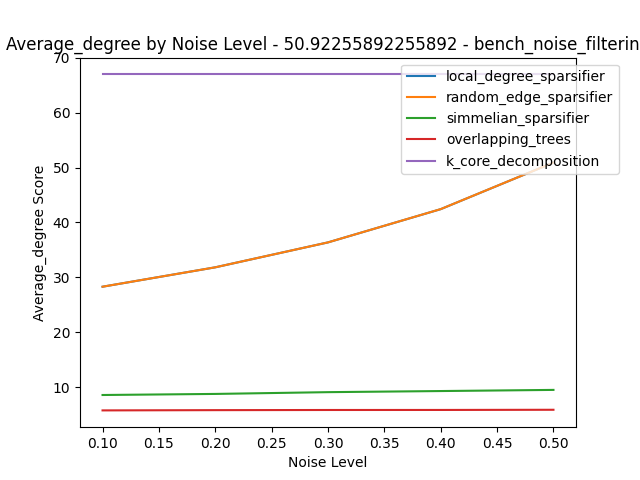 Average_degree by Noise Level - 50.92255892255892 - bench_noise_filterin
Average_degree Score
70
60
50
40
30
20
10
local_degree_sparsifier
random_edge_sparsifier
simmelian_sparsifier
overlapping_trees
k_core_decomposition
0.10 0.15 0.20 0.25 0.30 0.35 0.40 0.45 0.50
Noise Level